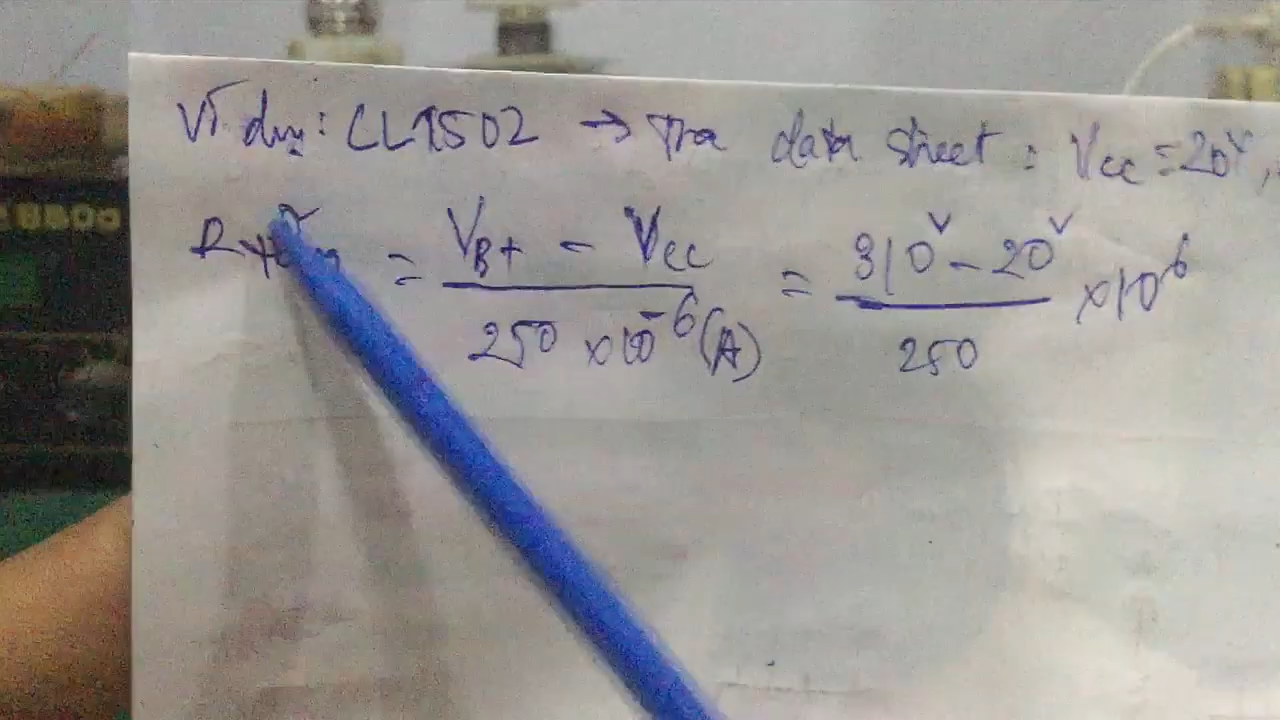 Ví dụ: CL1502 → Tra data sheet : Vcc = 20V,
= VB+ - Vcc / 250 x10^-6 (A) = 310V - 20V / 250 x10^6